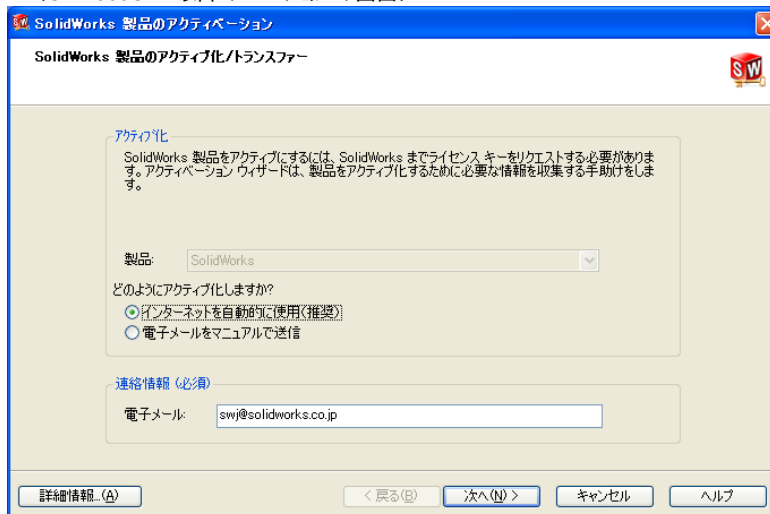 SolidWorks 製品のアクティベーション
SolidWorks 製品のアクティブ化/トランスファー
SW
アクティブ化
SolidWorks 製品をアクティブにするには、SolidWorks までライセンス キーをリクエストする必要がありま
す。アクティベーション ウィザードは、製品をアクティブ化するために必要な情報を収集する手助けをしま
す。
製品:
SolidWorks
どのようにアクティブ化しますか?
インターネットを自動的に使用(推奨)
電子メールをマニュアルで送信
連絡情報 (必須)
電子メール:
swj@solidworks.co.jp
詳細情報...(A)
< 戻る(B)
次へ(N) >
キャンセル
ヘルプ